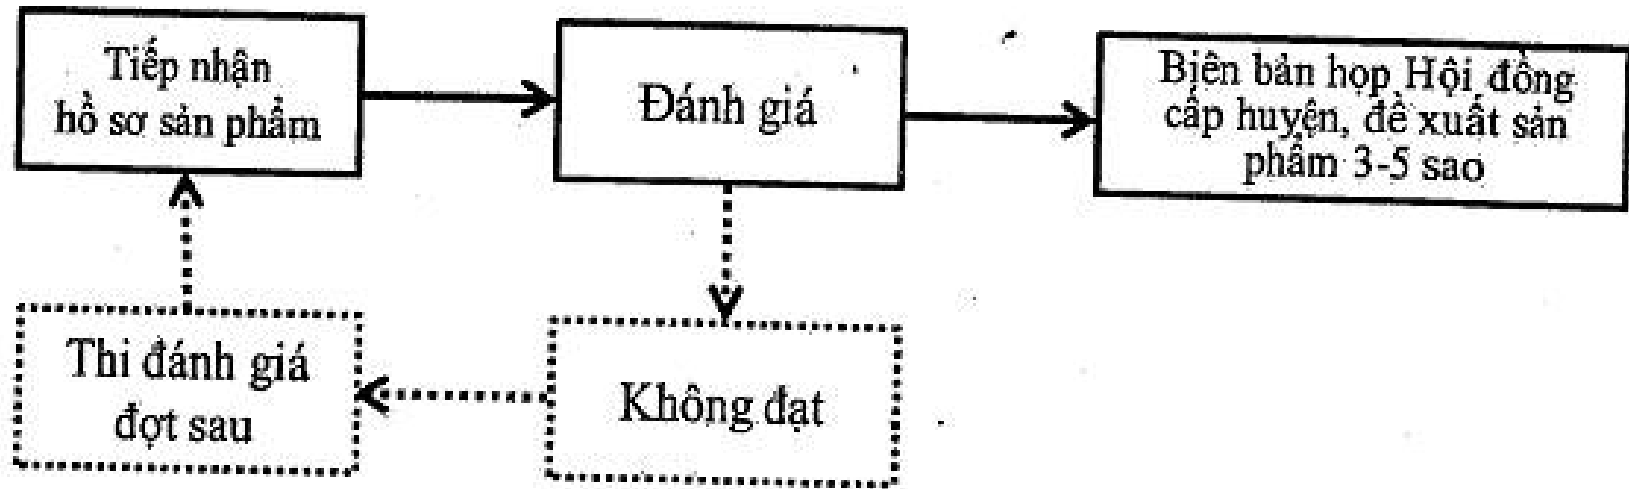 Tiếp nhận
hồ sơ sản phẩm
Đánh giá
Biên bản họp Hội đồng
cấp huyện, đề xuất sản
phẩm 3-5 sao
Thi đánh giá
đợt sau
Không đạt